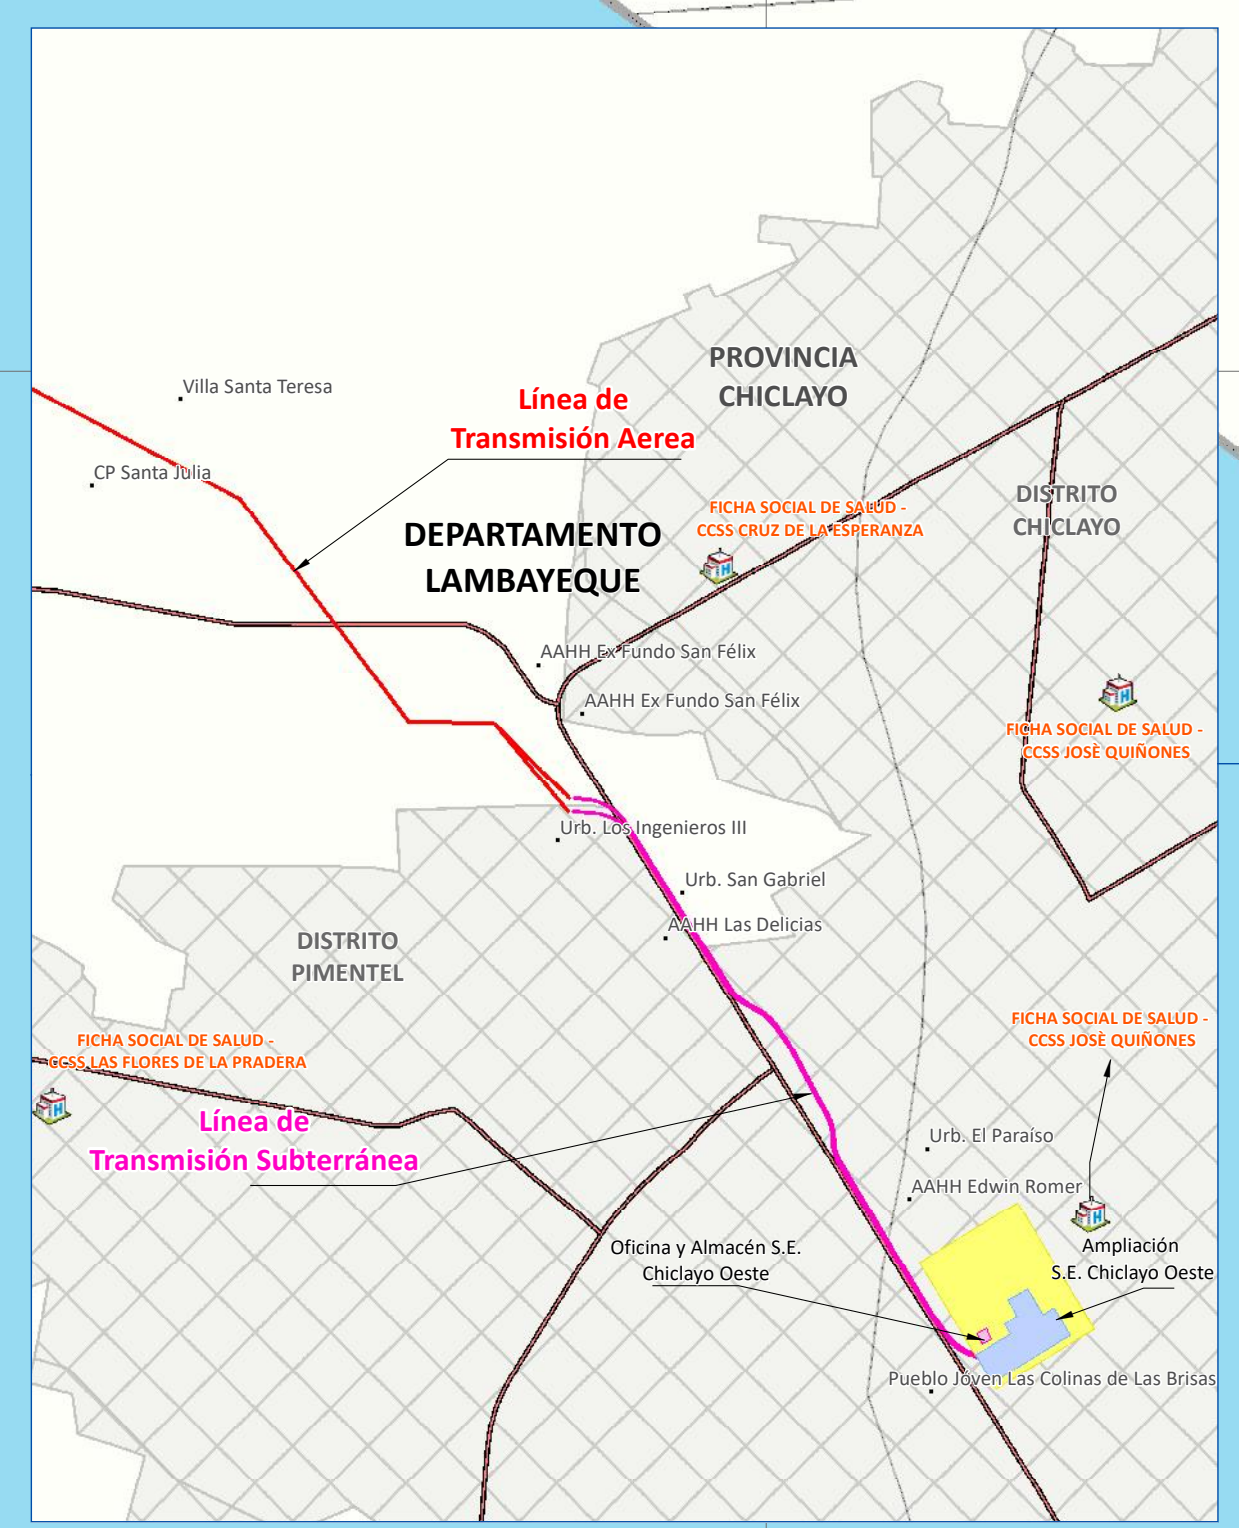 PROVINCIA
CHICLAYO
Villa Santa Teresa
Línea de
Transmisión Aerea
CP Santa Julia
DISTRITO
CHICLAYO
FICHA SOCIAL DE SALUD -
CCSS CRUZ DE LA ESPERANZA
DEPARTAMENTO
LAMBAYEQUE
AAHH Ex Fundo San Félix
AAHH Ex Fundo San Félix
FICHA SOCIAL DE SALUD -
CCSS JOSÈ QUIÑONES
Urb. Los Ingenieros III
Urb. San Gabriel
AAHH Las Delicias
DISTRITO
PIMENTEL
FICHA SOCIAL DE SALUD -
CCSS JOSÈ QUIÑONES
FICHA SOCIAL DE SALUD -
CCSS LAS FLORES DE LA PRADERA
Línea de
Transmisión Subterránea
Urb. El Paraíso
AAHH Edwin Romer
Oficina y Almacén S.E.
Chiclayo Oeste
Ampliación
S.E. Chiclayo Oeste
Pueblo Jóven Las Colinas de Las Brisas
H
H
H
H